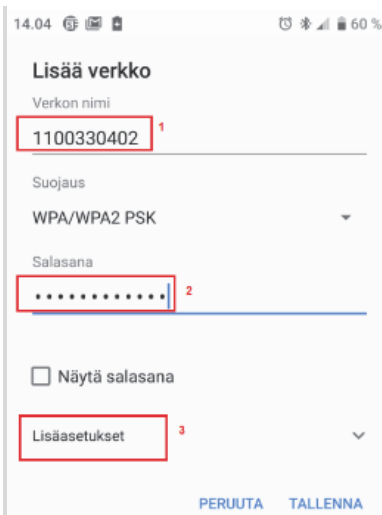 14.04 60 %
Lisää verkko
Verkon nimi
1100330402 1
Suojaus
WPA/WPA2 PSK
Salasana
•••••••••••• 2
Näytä salasana
Lisäasetukset 3
PERUUTA TALLENNA